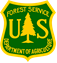 FOREST SERVICE
U S
DEPARTMENT OF AGRICULTURE